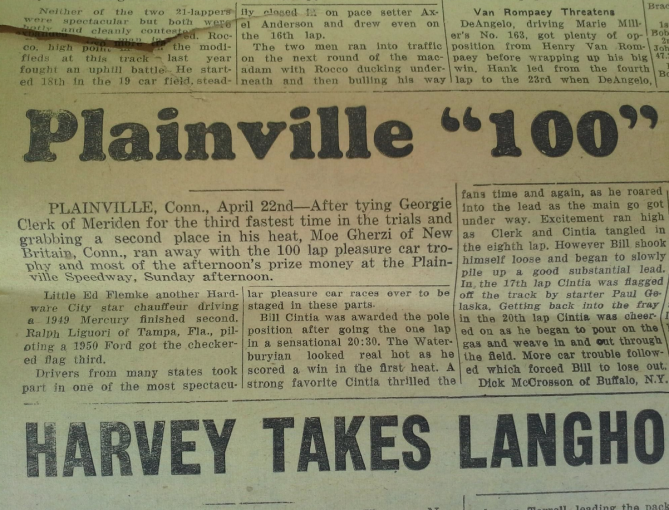 Neither of the two 21-lappers
were spectacular but both were
and cleanly contested
Roc-
co, high point in the modi-
fieds at this track last year
fought an uphill battle. He start-
ed 18th in the 19 car field, stead-
ily closed in on pace setter Ax-
el Anderson and drew even on
the 16th lap.
The two men ran into traffic
on the next round of the mac-
adam with Rocco ducking under-
neath and then bulling his way
Van Rompaey Threatens
DeAngelo, driving Marie Mill-
er's No. 163, got plenty of op-
position from Henry Van Rom-
paey before wrapping up his big
win, Hank led from the fourth
lap to the 23rd when DeAngelo,
Plainville "100"
PLAINVILLE, Conn., April 22nd—After tying Georgie
Clerk of Meriden for the third fastest time in the trials and
grabbing a second place in his heat, Moe Gherzi of New
Britain, Conn., ran away with the 100 lap pleasure car tro-
phy and most of the afternoon's prize money at the Plain-
ville Speedway, Sunday afternoon.
Little Ed Flemke another Hard-
ware City star chauffeur driving
a 1949 Mercury finished second.
Ralph Liguori of Tampa, Fla., pil-
oting a 1950 Ford got the checker-
ed flag third.
Drivers from many states took
part in one of the most spectacu-
lar pleasure car races ever to be
staged in these parts.
Bill Cintia was awarded the pole
position after going the one lap
in a sensational 20:30. The Water-
buryian looked real hot as he
scored a win in the first heat. A
strong favorite Cintia thrilled the
fans time and again, as he roared
into the lead as the main go got
under way. Excitement ran high
as Clerk and Cintia tangled in
the eighth lap. However Bill shook
himself loose and began to slowly
pile up a good substantial lead.
In the 17th lap Cintia was flagged
off the track by starter Paul Ge-
laska, Getting back into the fray
in the 20th lap Cintia was cheer-
ed on as he began to pour on the
gas and weave in and out through
the field. More car trouble follow-
ed which forced Bill to lose out.
Dick McCrosson of Buffalo, N.Y.
HARVEY TAKES LANGHO
leading the pack